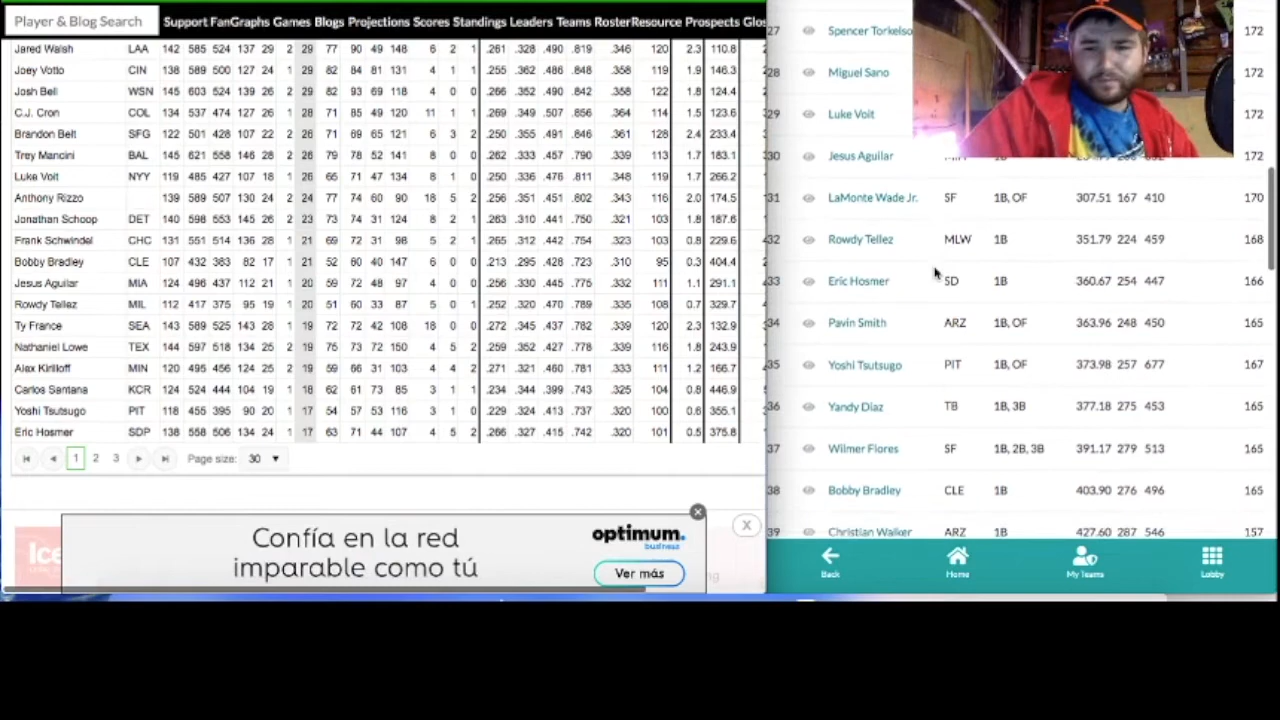 Player & Blog Search
Support FanGraphs Games Blogs Projections Scores Standings Leaders Teams RosterResource Prospects Glos
Jared Walsh LAA 142 585 524 137 29 2 29 77 90 49 148 6 2 1 .261 .328 .490 .819 .346 120 2.3 110.8
Joey Votto CIN 138 589 500 127 24 1 29 82 84 81 131 4 1 1 .255 .362 .486 .848 .358 119 1.9 146.3
Josh Bell WSN 145 603 524 139 26 2 29 82 93 69 118 4 0 0 .266 .352 .490 .842 .358 122 1.8 124.4
C.J. Cron COL 134 537 474 127 26 1 28 71 85 49 120 11 1 1 .269 .349 .507 .856 .364 114 1.5 123.6
Brandon Belt SFG 122 501 428 107 22 2 26 71 69 65 121 6 3 2 .250 .355 .491 .846 .361 128 2.4 233.4
Trey Mancini BAL 145 621 558 146 28 2 26 79 78 52 141 8 0 0 .262 .333 .457 .790 .339 113 1.7 183.1
Luke Voit NYY 119 485 427 107 18 1 26 65 71 47 134 8 1 0 .250 .336 .476 .811 .348 119 1.7 266.2
Anthony Rizzo 139 589 507 130 24 2 24 77 74 60 90 18 5 2 .256 .351 .451 .802 .343 116 2.0 174.5
Jonathan Schoop DET 140 598 553 145 26 2 23 73 74 31 124 8 2 1 .263 .310 .441 .750 .321 103 1.8 187.6
Frank Schwindel CHC 131 551 514 136 28 1 21 69 72 31 98 5 2 1 .265 .312 .442 .754 .323 103 0.8 229.6
Bobby Bradley CLE 107 432 383 82 17 1 21 52 60 40 147 6 0 0 .213 .295 .428 .723 .310 95 0.3 404.4
Jesus Aguilar MIA 124 496 437 112 21 1 20 59 72 48 97 4 0 0 .256 .330 .445 .775 .332 111 1.1 291.1
Rowdy Tellez MIL 112 417 375 95 19 1 20 51 60 33 87 5 0 1 .252 .320 .470 .789 .335 108 0.7 329.7
Ty France SEA 143 589 525 143 28 1 19 72 72 42 108 18 0 0 .272 .345 .437 .782 .339 120 2.3 132.9
Nathaniel Lowe TEX 144 597 518 134 25 2 19 75 73 72 150 4 5 2 .259 .352 .427 .778 .339 116 1.8 243.9
Alex Kirilloff MIN 120 495 456 124 25 2 19 59 66 31 103 4 4 2 .271 .321 .460 .781 .333 111 1.2 166.7
Carlos Santana KCR 124 524 444 104 19 1 18 62 61 73 85 3 1 1 .234 .344 .399 .743 .325 104 0.8 446.9
Yoshi Tsutsugo PIT 118 455 395 90 20 1 17 54 57 53 116 3 1 0 .229 .324 .413 .737 .320 100 0.6 355.1
Eric Hosmer SDP 138 558 506 134 24 1 17 63 71 44 107 4 5 2 .266 .327 .415 .742 .320 101 0.5 375.8
1 2 3 Page size: 30
Confía en la red
imparable como tú
optimum.
business
Ver más
X
27 Spencer Torkelso 172
28 Miguel Sano 172
29 Luke Voit 172
30 Jesus Aguilar 172
31 LaMonte Wade Jr. SF 1B, OF 307.51 167 410 170
432 Rowdy Tellez MLW 1B 351.79 224 459 168
33 Eric Hosmer SD 1B 360.67 254 447 166
34 Pavin Smith ARZ 1B, OF 363.96 248 450 165
35 Yoshi Tsutsugo PIT 1B, OF 373.98 257 677 167
36 Yandy Diaz TB 1B, 3B 377.18 275 453 165
37 Wilmer Flores SF 1B, 2B, 3B 391.17 279 513 165
38 Bobby Bradley CLE 1B 403.90 276 496 165
39 Christian Walker ARZ 1B 427.60 287 546 157
Back Home My Teams Lobby